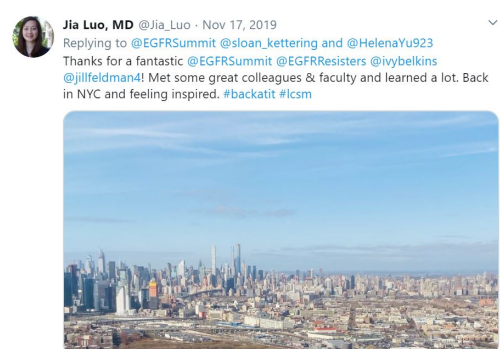 Jia Luo, MD @Jia_Luo · Nov 17, 2019
Replying to @EGFRSummit @sloan_kettering and @HelenaYu923
Thanks for a fantastic @EGFRSummit @EGFRResisters @ivybelkins
@jillfeldman4! Met some great colleagues & faculty and learned a lot. Back
in NYC and feeling inspired. #backatit #lcsm